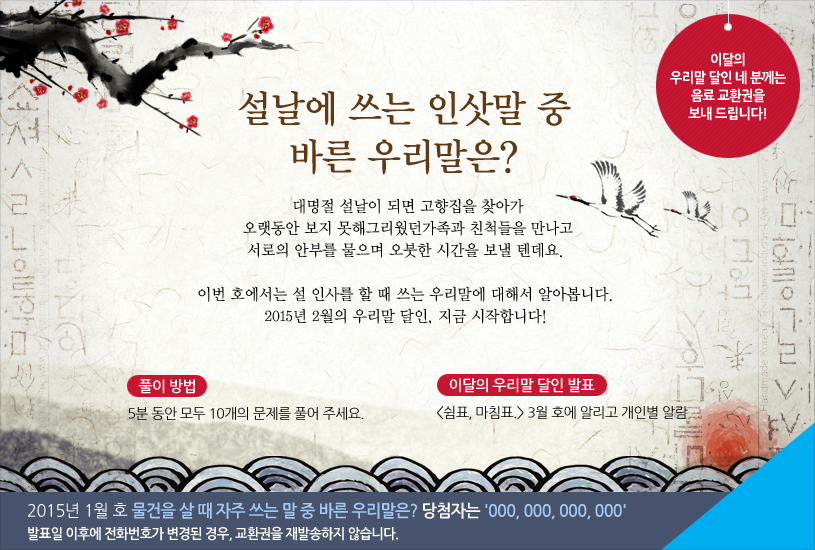 이달의
우리말 달인 네 분께는
음료 교환권을
보내 드립니다!
설날에 쓰는 인삿말 중
바른 우리말은?
대명절 설날이 되면 고향집을 찾아가
오랫동안 보지 못해그리웠던가족과 친척들을 만나고
서로의 안부를 물으며 오붓한 시간을 보낼 텐데요.
이번 호에서는 설 인사를 할 때 쓰는 우리말에 대해서 알아봅니다.
2015년 2월의 우리말 달인, 지금 시작합니다!
풀이 방법
5분 동안 모두 10개의 문제를 풀어 주세요.
이달의 우리말 달인 발표
<쉼표, 마침표.> 3월 호에 알리고 개인별 알람
2015년 1월 호 물건을 살 때 자주 쓰는 말 중 바른 우리말은? 당첨자는 '000, 000, 000, 000'
발표일 이후에 전화번호가 변경된 경우, 교환권을 재발송하지 않습니다.